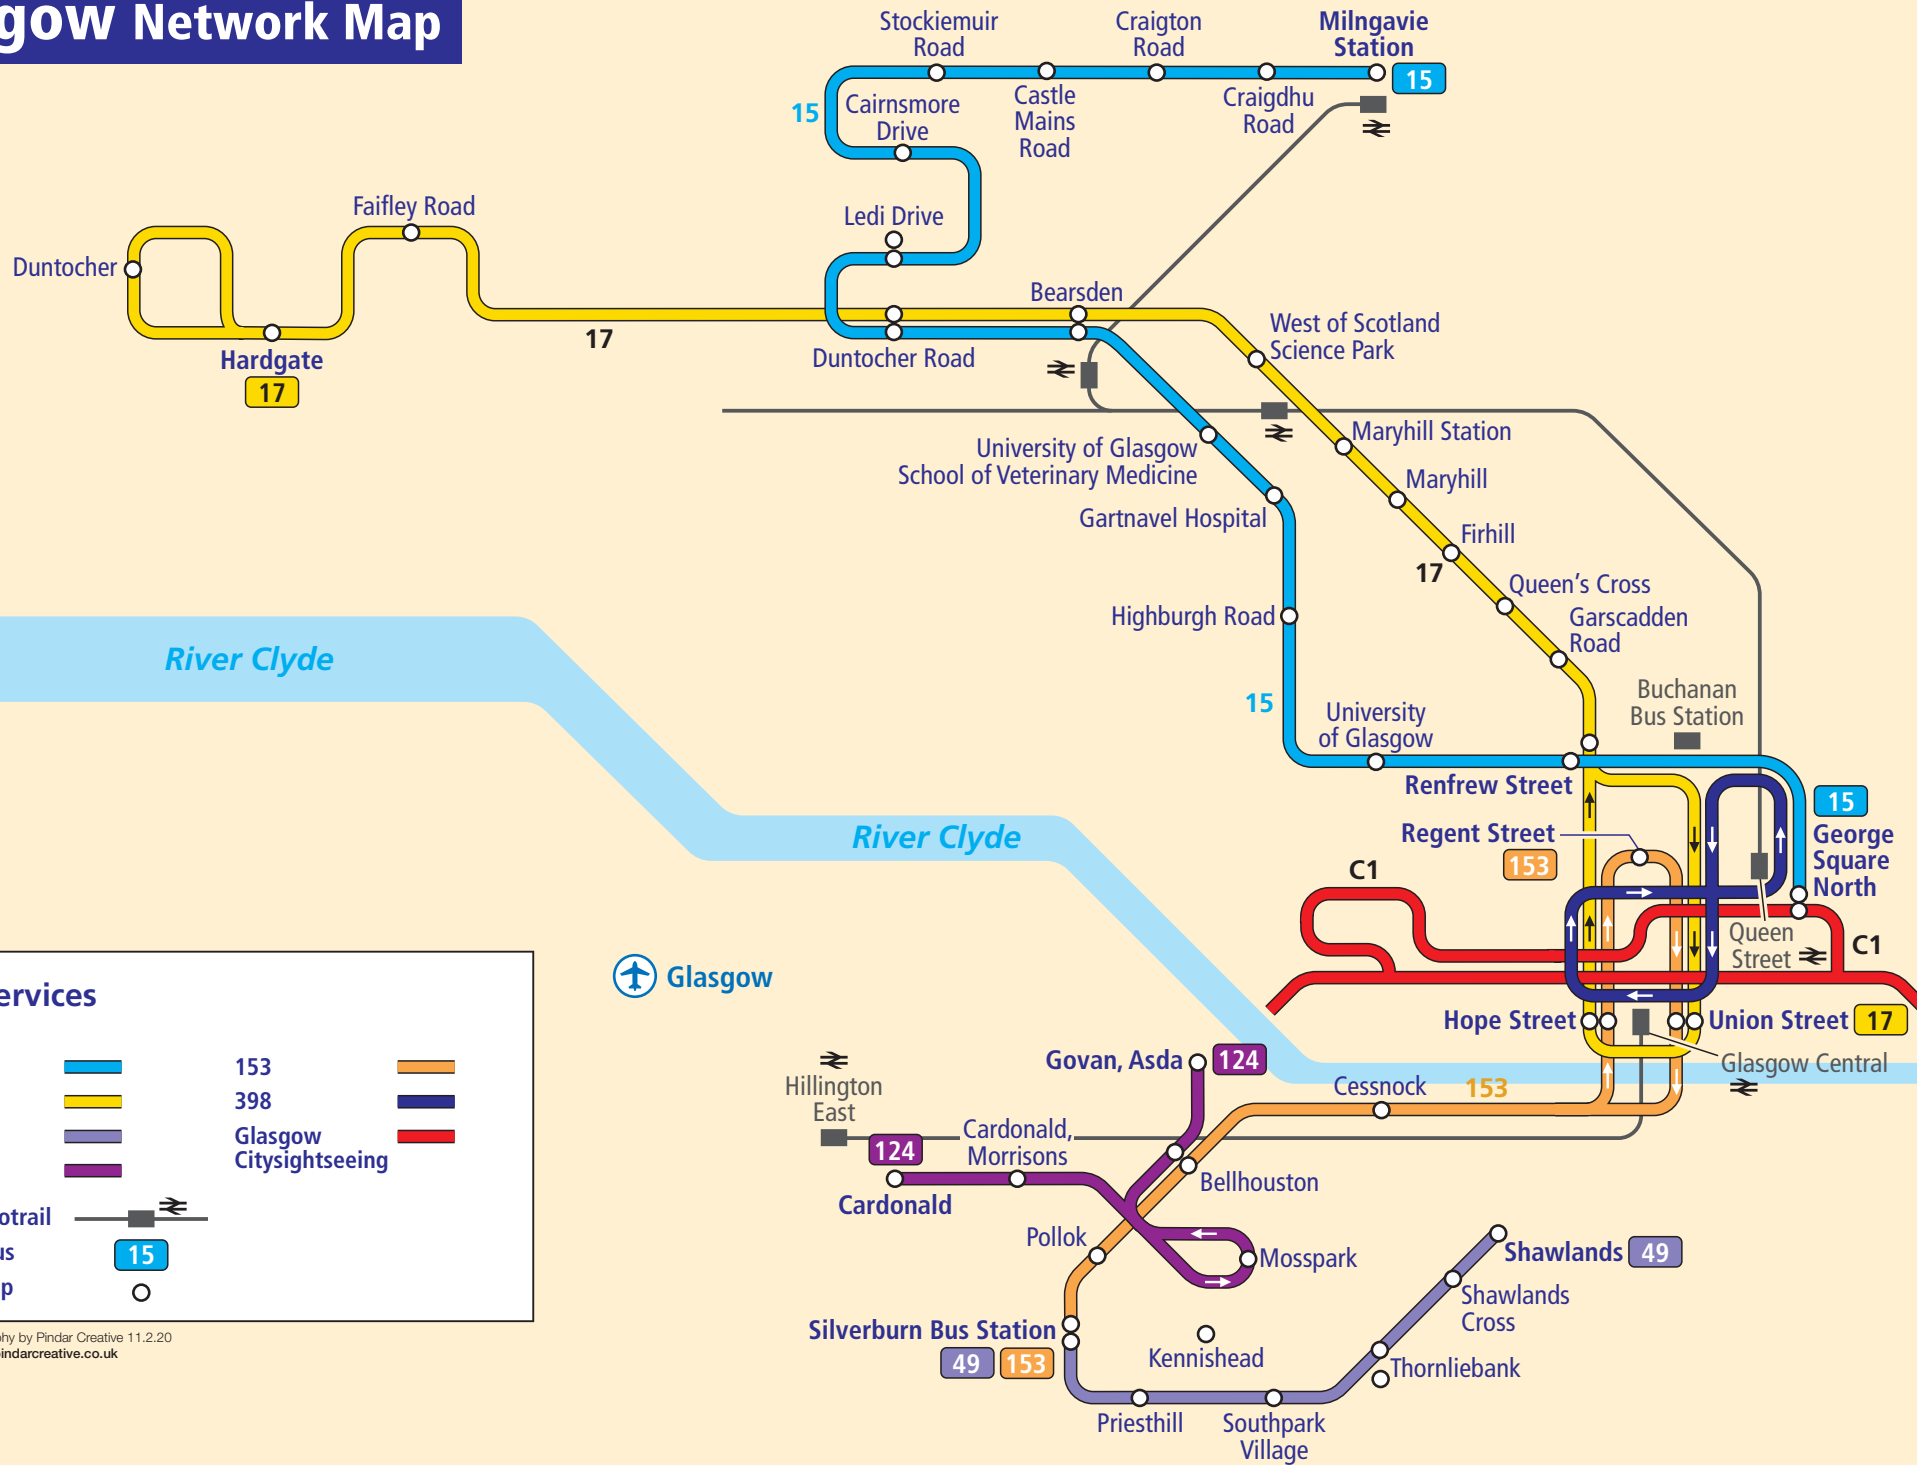 gow Network Map
Stockiemuir
Road
Craigton
Road
Milngavie
Station
15
15
Cairnsmore
Drive
Castle
Mains
Road
Craigdhu
Road
Faifley Road
Ledi Drive
Duntocher
Bearsden
17
Hardgate
17
Duntocher Road
West of Scotland
Science Park
Maryhill Station
University of Glasgow
School of Veterinary Medicine
Maryhill
Gartnavel Hospital
Firhill
17
Queen's Cross
Highburgh Road
Garscadden
Road
River Clyde
15
University
of Glasgow
Buchanan
Bus Station
Renfrew Street
15
George
Square
North
River Clyde
Regent Street
153
C1
Queen
Street
C1
Glasgow
Hope Street
Union Street 17
Glasgow Central
ervices
153
398
Glasgow
Citysightseeing
otrail
us
15
p
Govan, Asda 124
Hillington
East
Cessnock
153
124
Cardonald,
Morrisons
Cardonald
Bellhouston
Pollok
Mosspark
Shawlands 49
Shawlands
Cross
Silverburn Bus Station
49 153
Kennishead
Thornliebank
Priesthill
Southpark
Village
phy by Pindar Creative 11.2.20
pindarcreative.co.uk